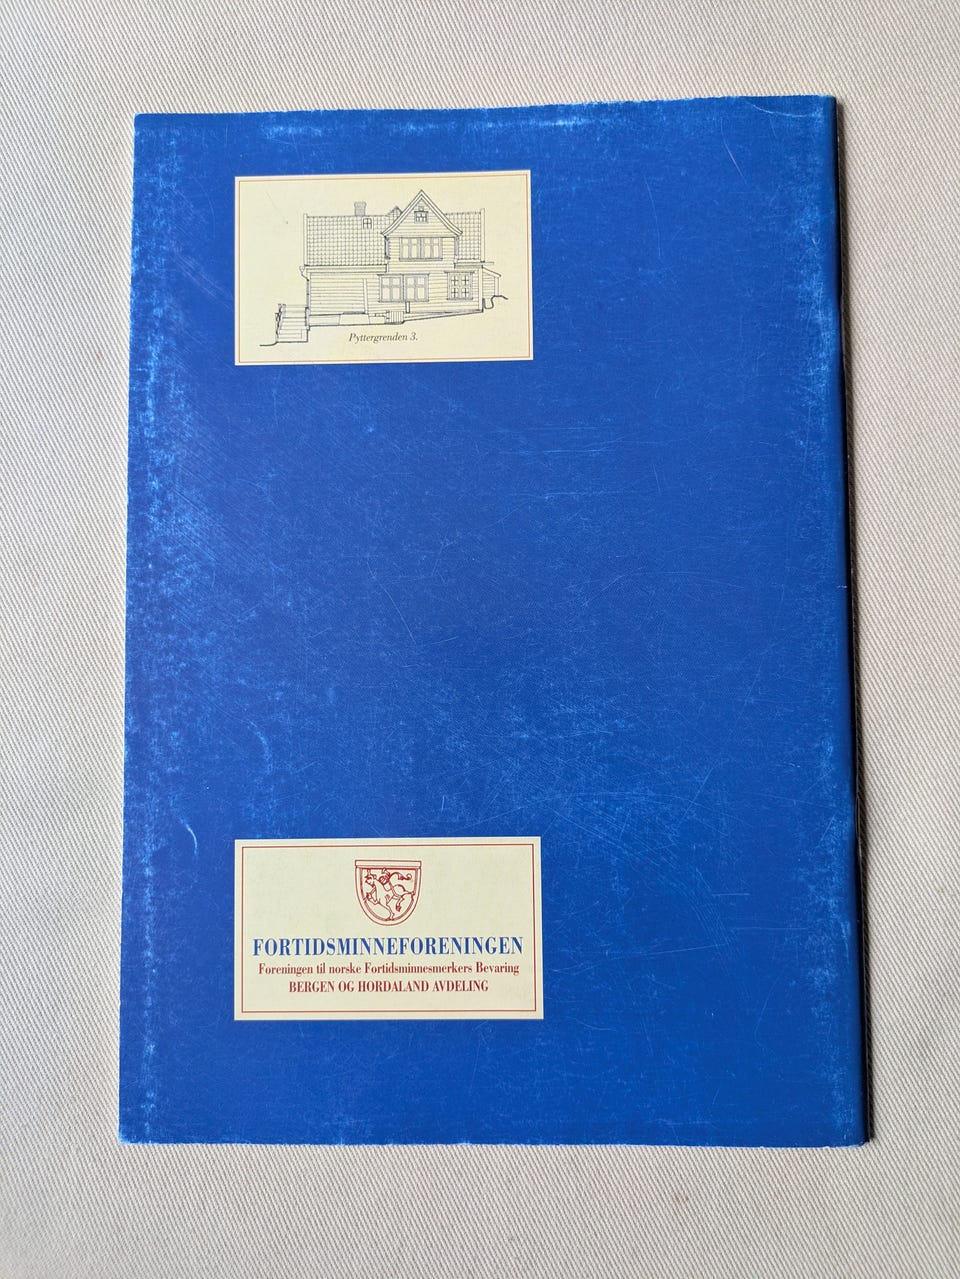 Pyttergrenden 3.
FORTIDSMINNEFORENINGEN
Foreningen til norske Fortidsminnesmerkers Bevaring
BERGEN OG HORDALAND AVDELING